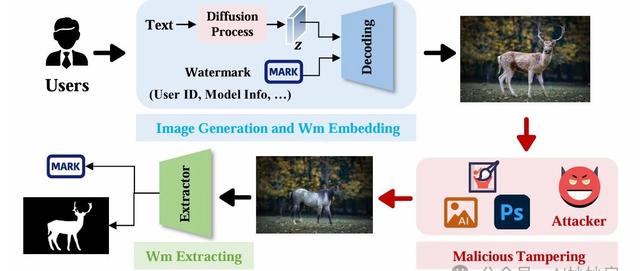 Users
Text
Diffusion
Process
z
Decoding
Watermark
MARK
(User ID, Model Info, …)
Image Generation and Wm Embedding
MARK
Extractor
AI
Ps
Attacker
Wm Extracting
Malicious Tampering